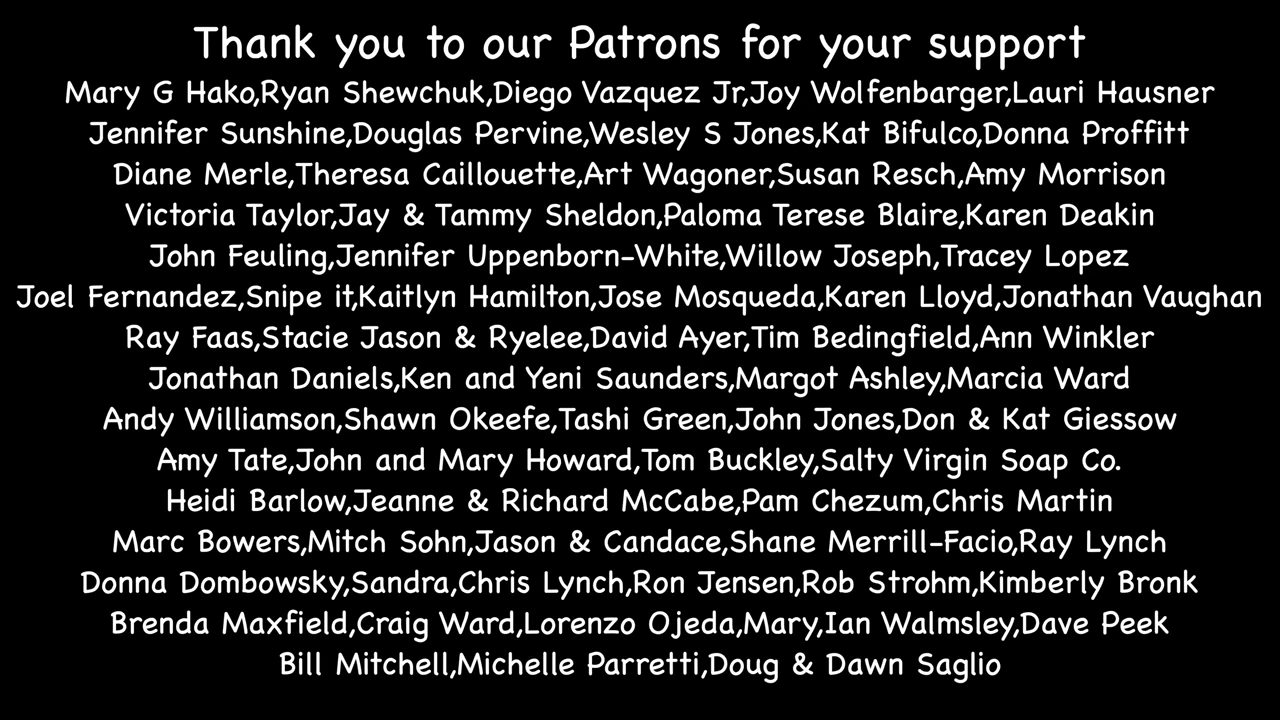 Thank you to our Patrons for your support
Mary G Hako,Ryan Shewchuk,Diego Vazquez Jr,Joy Wolfenbarger,Lauri Hausner
Jennifer Sunshine,Douglas Pervine,Wesley S Jones,Kat Bifulco,Donna Proffitt
Diane Merle,Theresa Caillouette,Art Wagoner,Susan Resch,Amy Morrison
Victoria Taylor,Jay & Tammy Sheldon,Paloma Terese Blaire,Karen Deakin
John Feuling,Jennifer Uppenborn-White,Willow Joseph,Tracey Lopez
Joel Fernandez,Snipe it,Kaitlyn Hamilton,Jose Mosqueda,Karen Lloyd,Jonathan Vaughan
Ray Faas,Stacie Jason & Ryelee,David Ayer,Tim Bedingfield,Ann Winkler
Jonathan Daniels,Ken and Yeni Saunders,Margot Ashley,Marcia Ward
Andy Williamson,Shawn Okeefe,Tashi Green,John Jones,Don & Kat Giessow
Amy Tate,John and Mary Howard,Tom Buckley,Salty Virgin Soap Co.
Heidi Barlow,Jeanne & Richard McCabe,Pam Chezum,Chris Martin
Marc Bowers,Mitch Sohn,Jason & Candace,Shane Merrill-Facio,Ray Lynch
Donna Dombowsky,Sandra,Chris Lynch,Ron Jensen,Rob Strohm,Kimberly Bronk
Brenda Maxfield,Craig Ward,Lorenzo Ojeda,Mary,Ian Walmsley,Dave Peek
Bill Mitchell,Michelle Parretti,Doug & Dawn Saglio